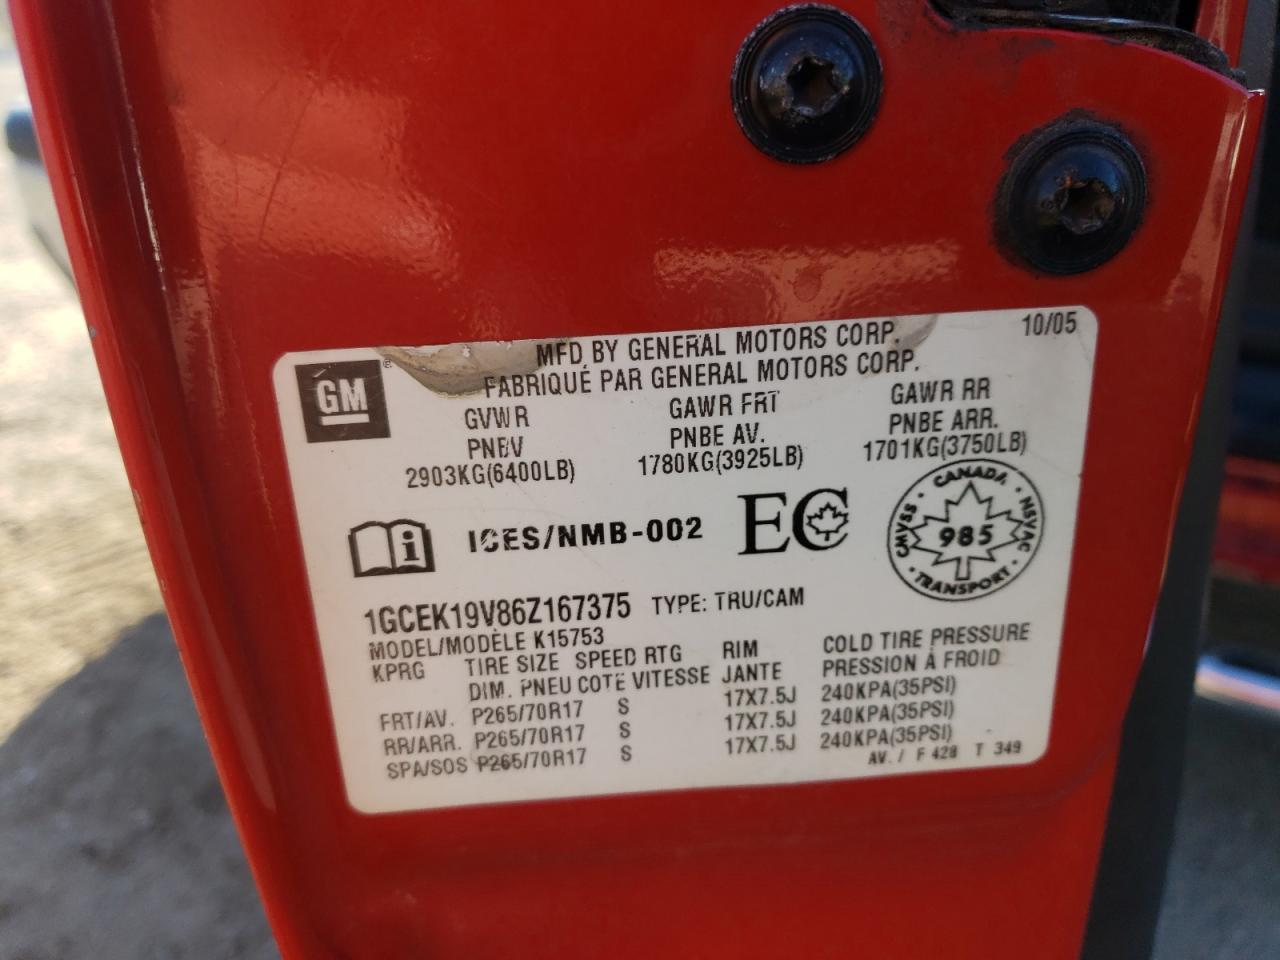 GM ®
MFD BY GENERAL MOTORS CORP. 10/05
FABRIQUÉ PAR GENERAL MOTORS CORP.
GVWR GAWR FRT GAWR RR
PNBV PNBE AV. PNBE ARR.
2903KG(6400LB) 1780KG(3925LB) 1701KG(3750LB)
i ICES/NMB-002 EC
CANADA
CMVSS 985 NSVAC
TRANSPORT
1GCEK19V86Z167375 TYPE: TRU/CAM
MODEL/MODÈLE K15753
KPRG TIRE SIZE SPEED RTG RIM COLD TIRE PRESSURE
DIM. PNEU COTE VITESSE JANTE PRESSION À FROID
FRT/AV. P265/70R17 S 17X7.5J 240KPA(35PSI)
RR/ARR. P265/70R17 S 17X7.5J 240KPA(35PSI)
SPA/SOS P265/70R17 S 17X7.5J 240KPA(35PSI)
AV. / F 428 T 349